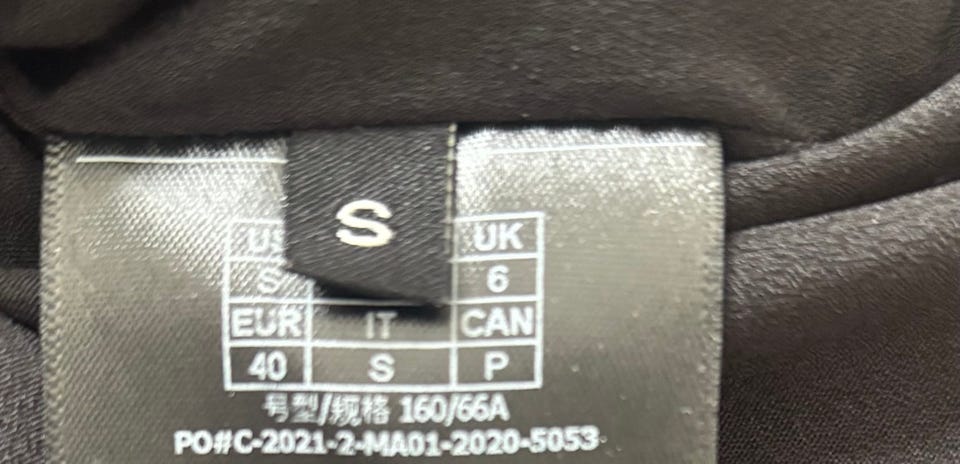 S
US UK
S 6
EUR IT CAN
40 S P
号型/规格 160/66A
PO#C-2021-2-MA01-2020-5053